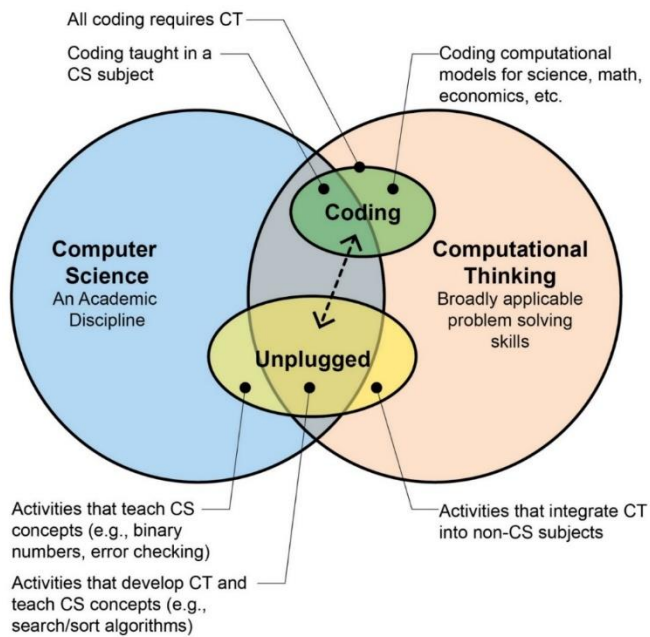 All coding requires CT
Coding taught in a
CS subject
Coding computational
models for science, math,
economics, etc.
Coding
Computer
Science
An Academic
Discipline
Computational
Thinking
Broadly applicable
problem solving
skills
Unplugged
Activities that teach CS
concepts (e.g., binary
numbers, error checking)
Activities that develop CT and
teach CS concepts (e.g.,
search/sort algorithms)
Activities that integrate CT
into non-CS subjects